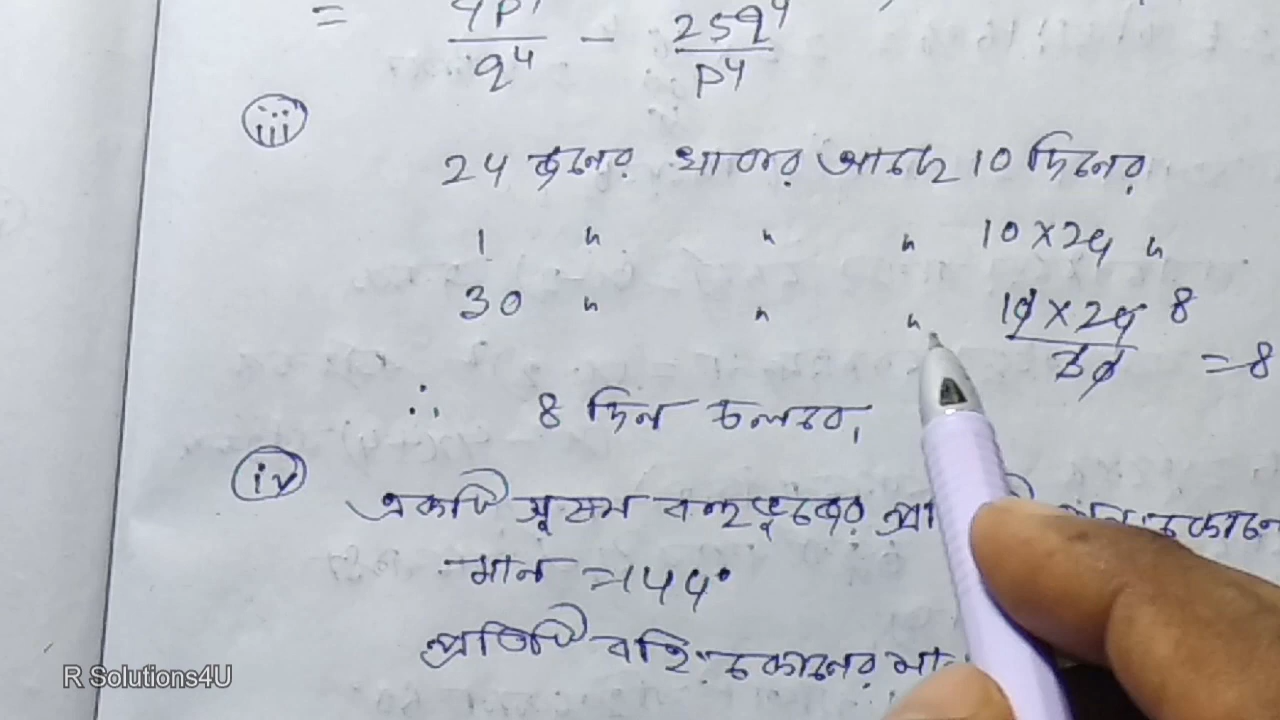 = 4p⁴/q⁴ - 25q⁴/p⁴
(iii)
24 জনের খাবার আছে 10 দিনের
1 " " " 10×24 "
30 " " " 10×24/30 8 = 8
∴ 8 দিন চলবে।
(iv)
একটি সুষম বহুভুজের
মান = 144°
প্রতিটি বহিঃকোনের
R Solutions4U